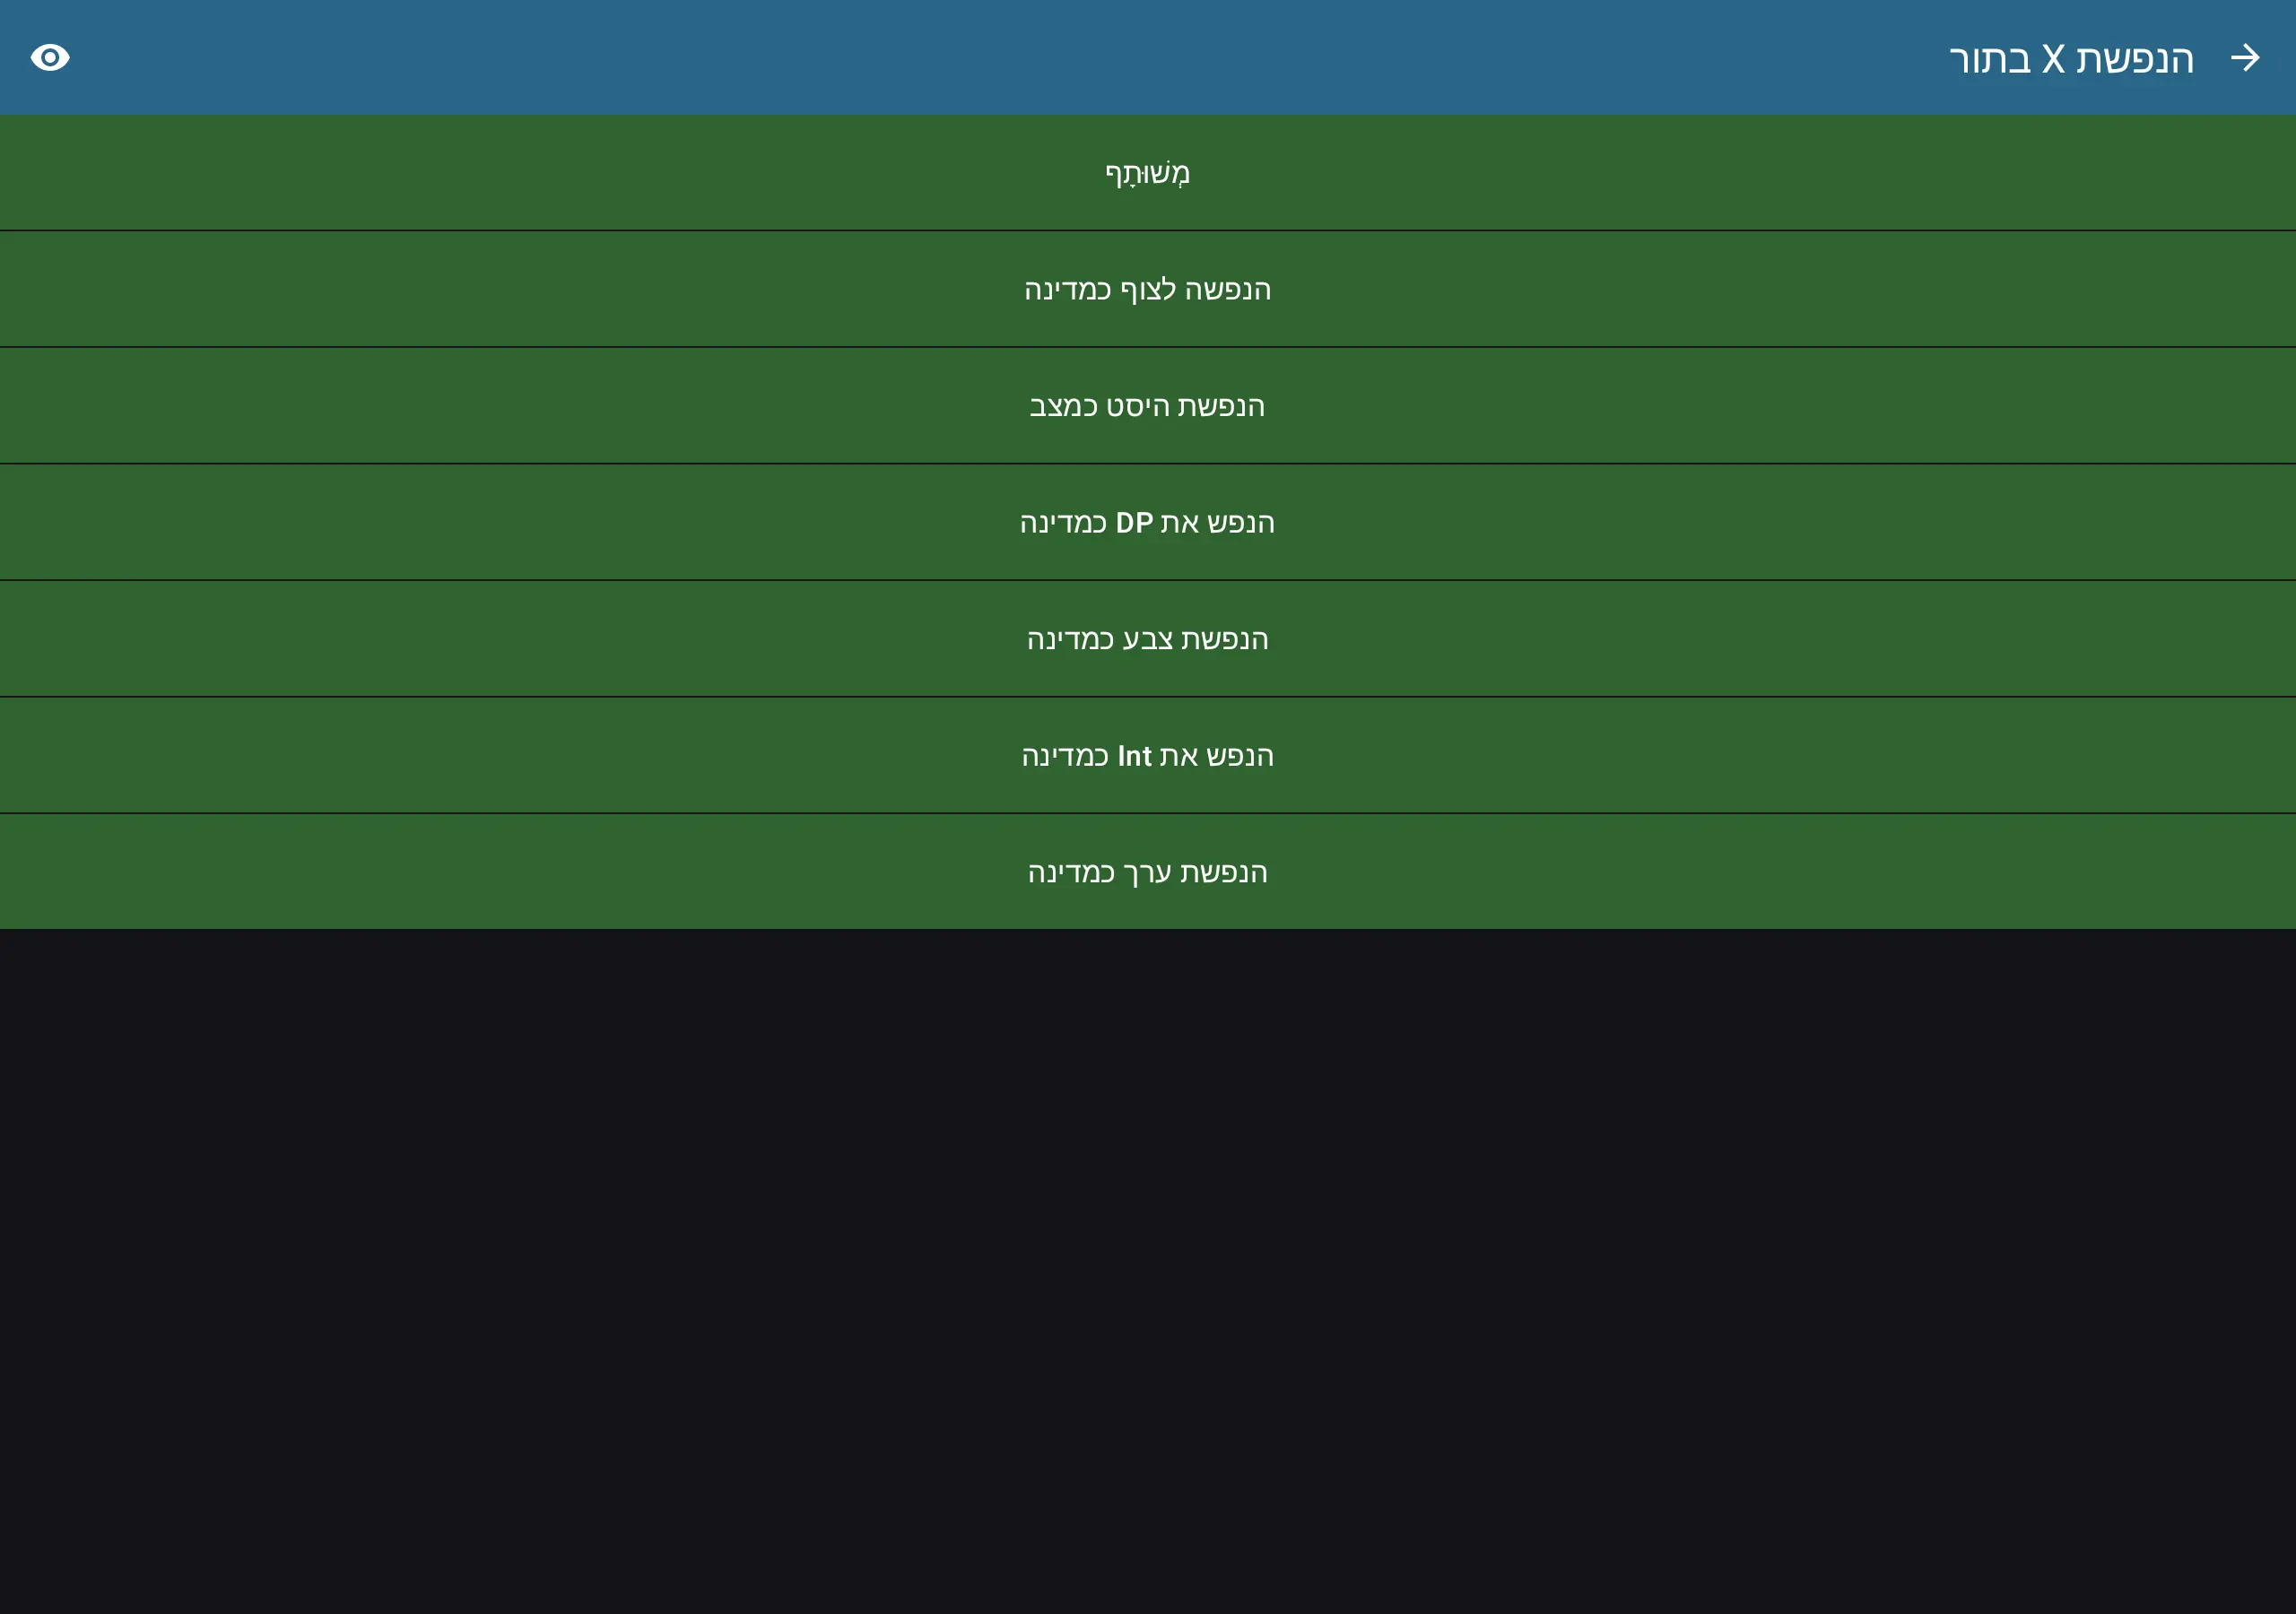 הנפשת X בתור
מְשׁוּתָף
הנפשה לצוף כמדינה
הנפשת היסט כמצב
הנפש את DP כמדינה
הנפשת צבע כמדינה
הנפש את Int כמדינה
הנפשת ערך כמדינה